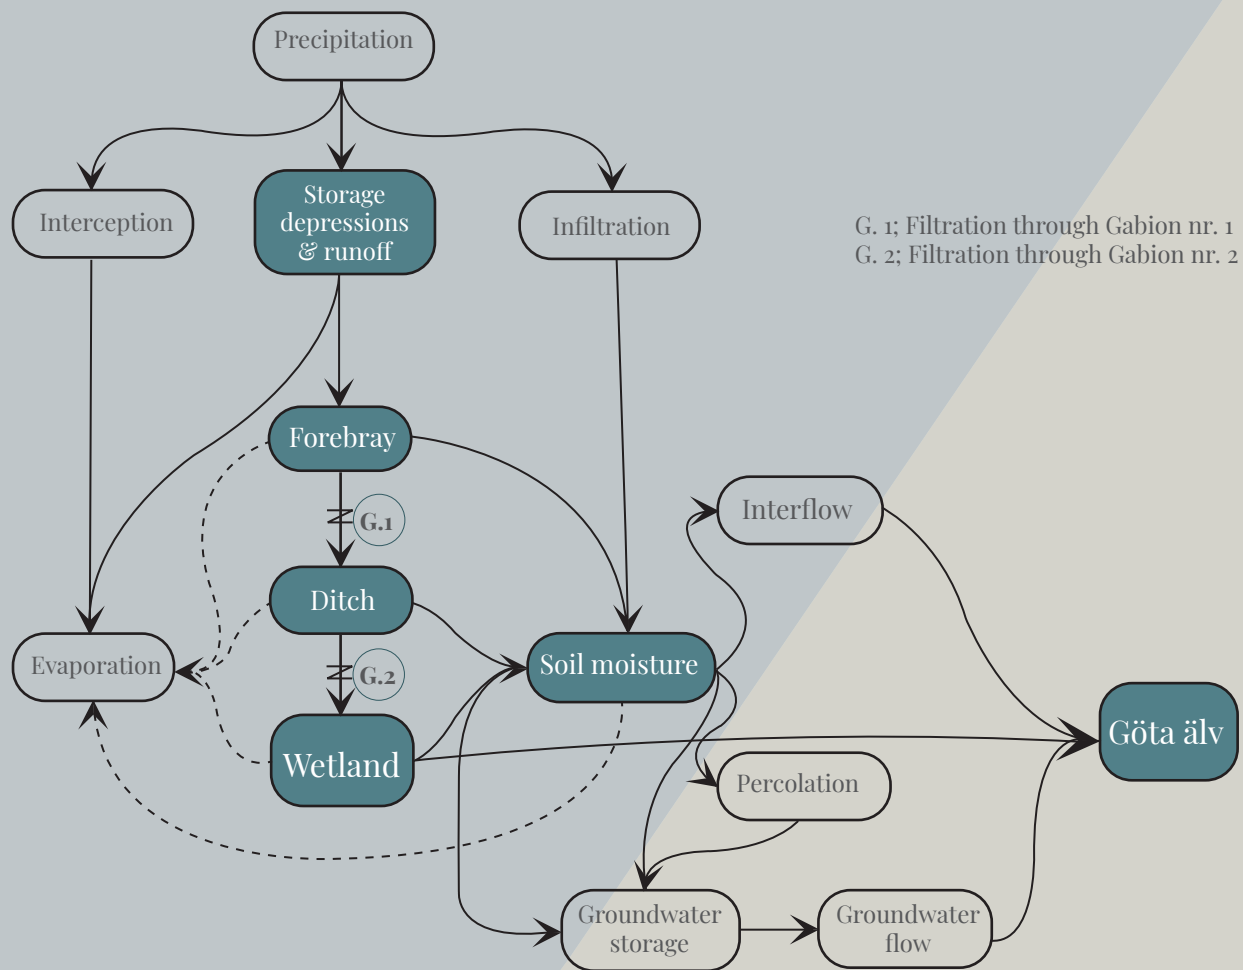 Precipitation
Interception
Storage
depressions
& runoff
Infiltration
G. 1; Filtration through Gabion nr. 1
G. 2; Filtration through Gabion nr. 2
Forebray
G.1
Interflow
Ditch
Evaporation
G.2
Soil moisture
Wetland
Göta älv
Percolation
Groundwater
storage
Groundwater
flow